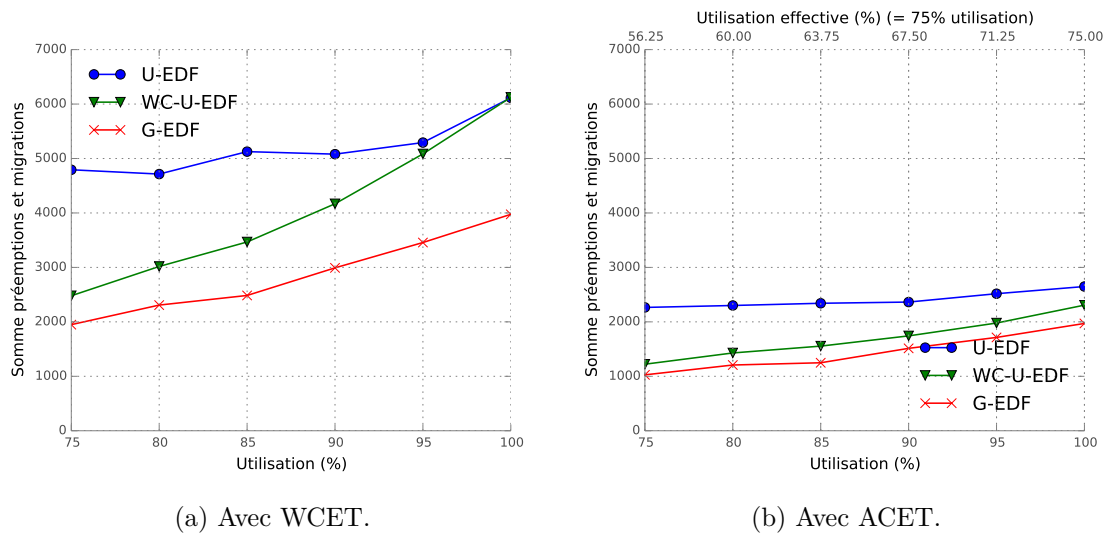 7000
6000
5000
4000
3000
2000
1000
0
Somme préemptions et migrations
U-EDF
WC-U-EDF
G-EDF
75 80 85 90 95 100
Utilisation (%)
(a) Avec WCET.
Utilisation effective (%) (= 75% utilisation)
56.25 60.00 63.75 67.50 71.25 75.00
7000
6000
5000
4000
3000
2000
1000
0
Somme préemptions et migrations
U-EDF
WC-U-EDF
G-EDF
75 80 85 90 95 100
Utilisation (%)
(b) Avec ACET.